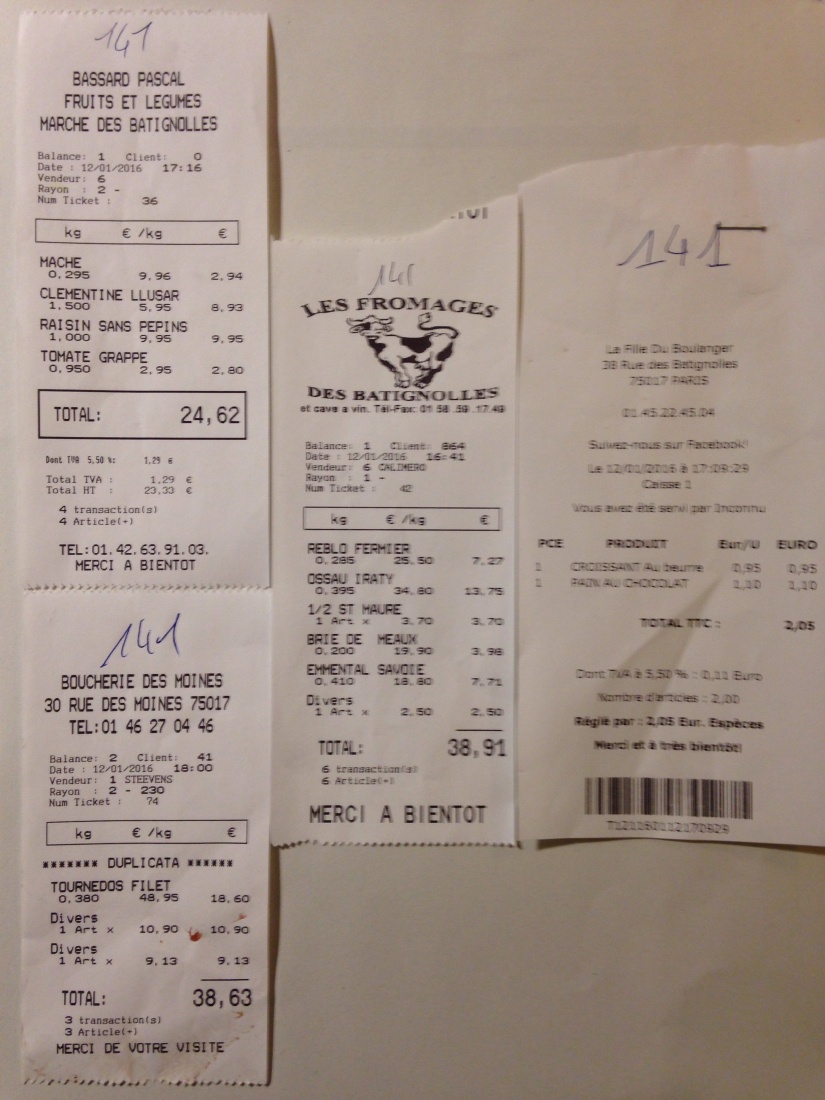 141
BASSARD PASCAL
FRUITS ET LEGUMES
MARCHE DES BATIGNOLLES
Balance: 1 Client: 0
Date : 12/01/2016 17:16
Vendeur: 6
Rayon : 2 -
Num Ticket : 36
kg € /kg €
MACHE
0,295 9,96 2,94
CLEMENTINE LLUSAR
1,500 5,95 8,93
RAISIN SANS PEPINS
1,000 9,95 9,95
TOMATE GRAPPE
0,950 2,95 2,80
TOTAL: 24,62
Dont TVA 5,50 %: 1,29 €
Total TVA : 1,29 €
Total HT : 23,33 €
4 transaction(s)
4 Article(+)
TEL:01.42.63.91.03.
MERCI A BIENTOT
141
BOUCHERIE DES MOINES
30 RUE DES MOINES 75017
TEL:01 46 27 04 46
Balance: 2 Client: 41
Date : 12/01/2016 18:00
Vendeur: 1 STEEVENS
Rayon : 2 - 230
Num Ticket : 74
kg € /kg €
******* DUPLICATA ******
TOURNEDOS FILET
0,380 48,95 18,60
Divers
1 Art × 10,90 10,90
Divers
1 Art × 9,13 9,13
TOTAL: 38,63
3 transaction(s)
3 Article(+)
MERCI DE VOTRE VISITE
141
LES FROMAGES
DES BATIGNOLLES
et cave a vin. Tél-Fax: 01 58 .59 .17.49
Balance: 1 Client: 864
Date : 12/01/2016 16:41
Vendeur: 6 CALIMERO
Rayon : 1 -
Num Ticket : 42
kg € /kg €
REBLO FERMIER
0,285 25,50 7,27
OSSAU IRATY
0,395 34,80 13,75
1/2 ST MAURE
1 Art × 3,70 3,70
BRIE DE MEAUX
0,200 19,90 3,98
EMMENTAL SAVOIE
0,410 18,80 7,71
Divers
1 Art × 2,50 2,50
TOTAL: 38,91
6 transaction(s)
6 Article(+)
MERCI A BIENTOT
141
La Fille Du Boulanger
38 Rue des Batignolles
75017 PARIS
01.45.22.45.04
Suivez-nous sur Facebook!
Le 12/01/2016 à 17:09:29
Caisse 1
Vous avez été servi par Inconnu
PCE PRODUIT Eur/U EURO
1 CROISSANT Au beurre 0,95 0,95
1 PAIN AU CHOCOLAT 1,10 1,10
TOTAL TTC : 2,05
Dont TVA à 5,50 % : 0,11 Euro
Nombre d'articles : 2,00
Réglé par : 2,05 Eur. Espèces
Merci et à très bientôt!